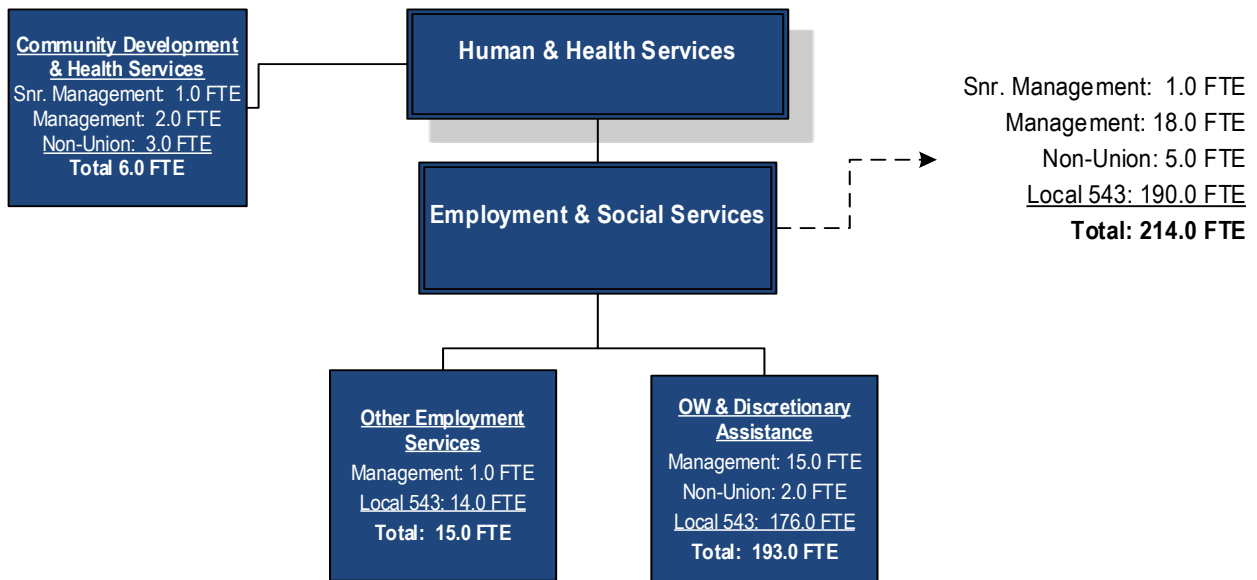 Community Development
& Health Services
Snr. Management: 1.0 FTE
Management: 2.0 FTE
Non-Union: 3.0 FTE
Total 6.0 FTE
Human & Health Services
Employment & Social Services
Snr. Management: 1.0 FTE
Management: 18.0 FTE
Non-Union: 5.0 FTE
Local 543: 190.0 FTE
Total: 214.0 FTE
Other Employment
Services
Management: 1.0 FTE
Local 543: 14.0 FTE
Total: 15.0 FTE
OW & Discretionary
Assistance
Management: 15.0 FTE
Non-Union: 2.0 FTE
Local 543: 176.0 FTE
Total: 193.0 FTE